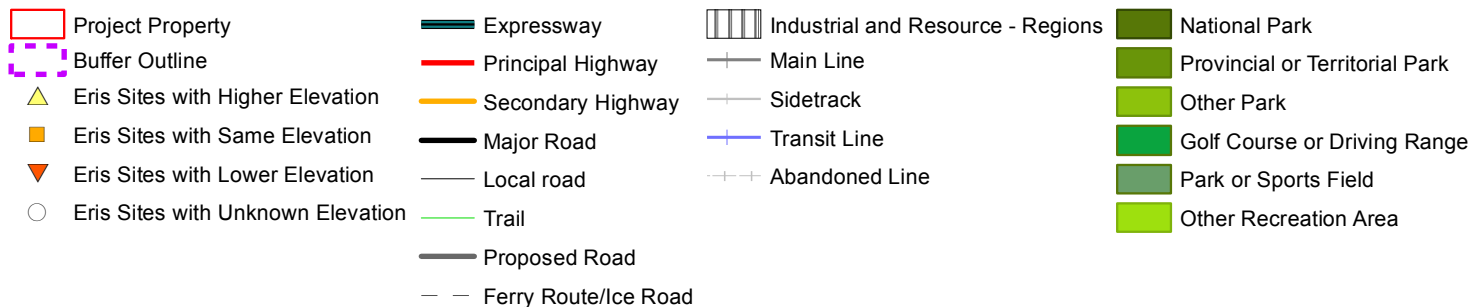 Project Property
Buffer Outline
Eris Sites with Higher Elevation
Eris Sites with Same Elevation
Eris Sites with Lower Elevation
Eris Sites with Unknown Elevation
Expressway
Principal Highway
Secondary Highway
Major Road
Local road
Trail
Proposed Road
Ferry Route/Ice Road
Industrial and Resource - Regions
Main Line
Sidetrack
Transit Line
Abandoned Line
National Park
Provincial or Territorial Park
Other Park
Golf Course or Driving Range
Park or Sports Field
Other Recreation Area